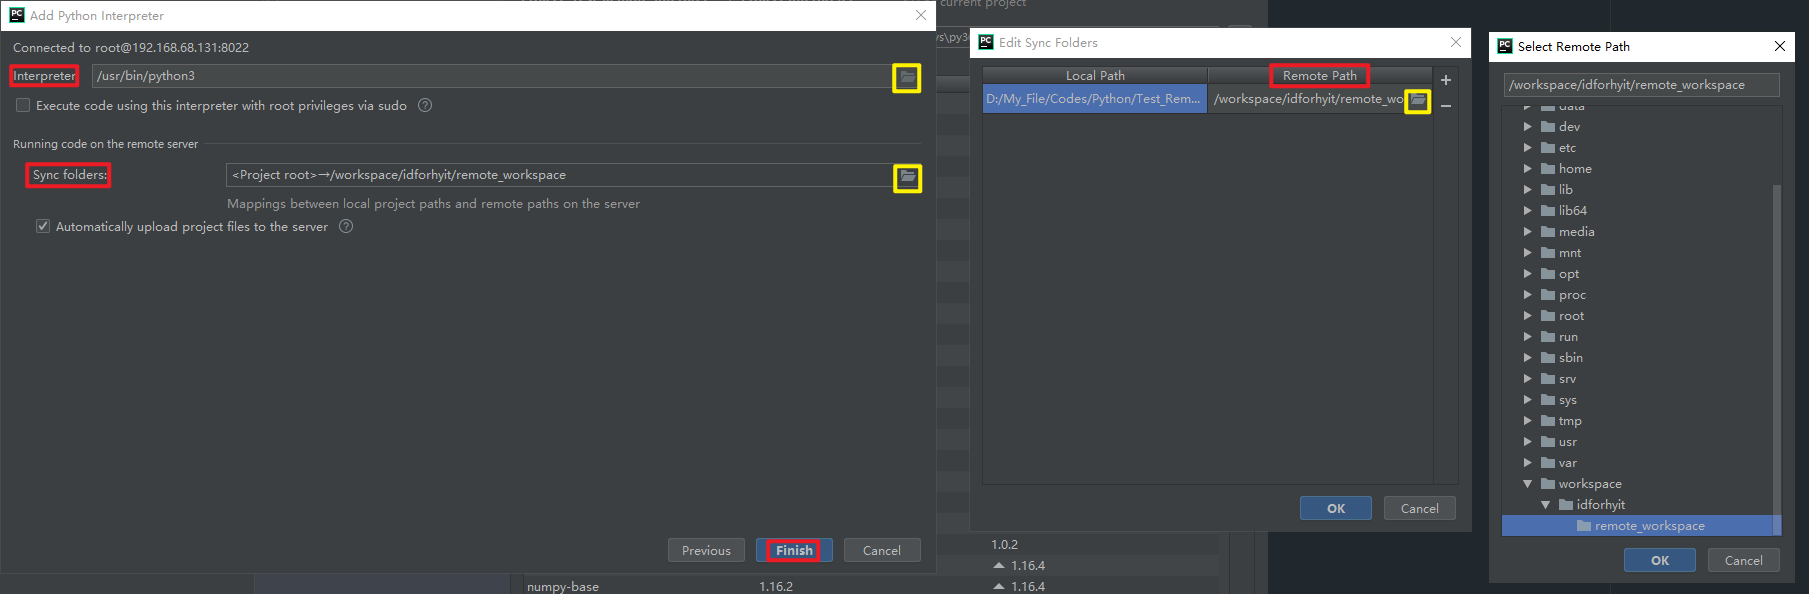 Add Python Interpreter
Connected to root@192.168.68.131:8022
Interpreter
/usr/bin/python3
Execute code using this interpreter with root privileges via sudo
Running code on the remote server
Sync folders:
<Project root>→/workspace/idforhyit/remote_workspace
Mappings between local project paths and remote paths on the server
Automatically upload project files to the server
Previous
Finish
Cancel
numpy-base
1.16.2
current project
Edit Sync Folders
Local Path
Remote Path
D:/My_File/Codes/Python/Test_Rem...
/workspace/idforhyit/remote_wo
OK
Cancel
1.0.2
1.16.4
1.16.4
Select Remote Path
/workspace/idforhyit/remote_workspace
data
dev
etc
home
lib
lib64
media
mnt
opt
proc
root
run
sbin
srv
sys
tmp
usr
var
workspace
idforhyit
remote_workspace
OK
Cancel